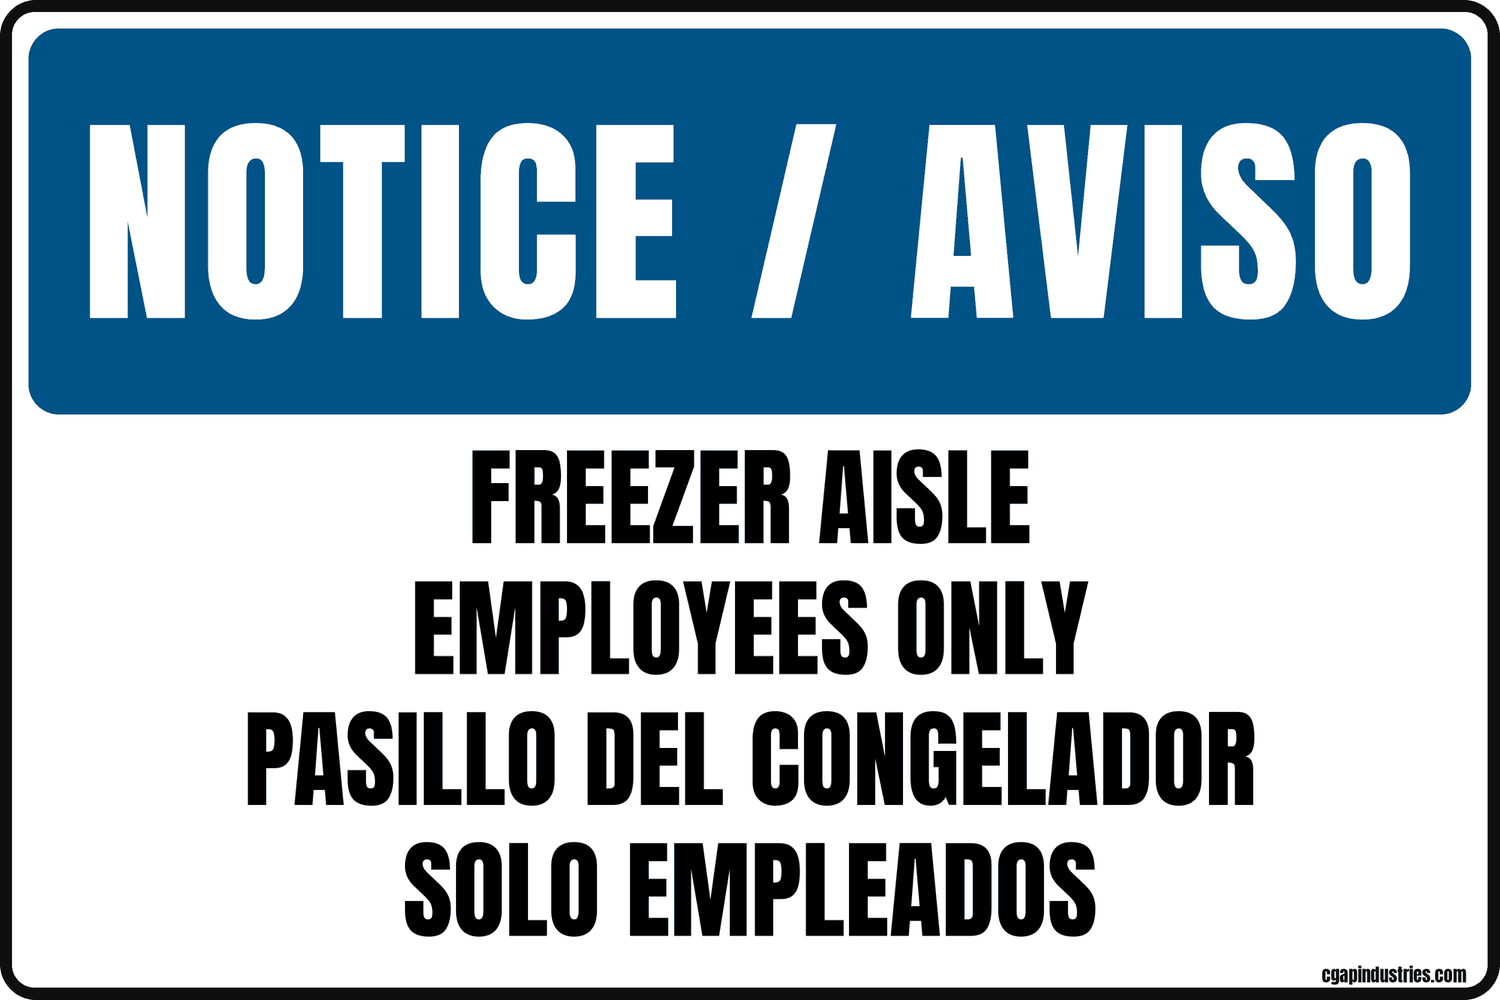 NOTICE / AVISO
FREEZER AISLE
EMPLOYEES ONLY
PASILLO DEL CONGELADOR
SOLO EMPLEADOS
cgapindustries.com